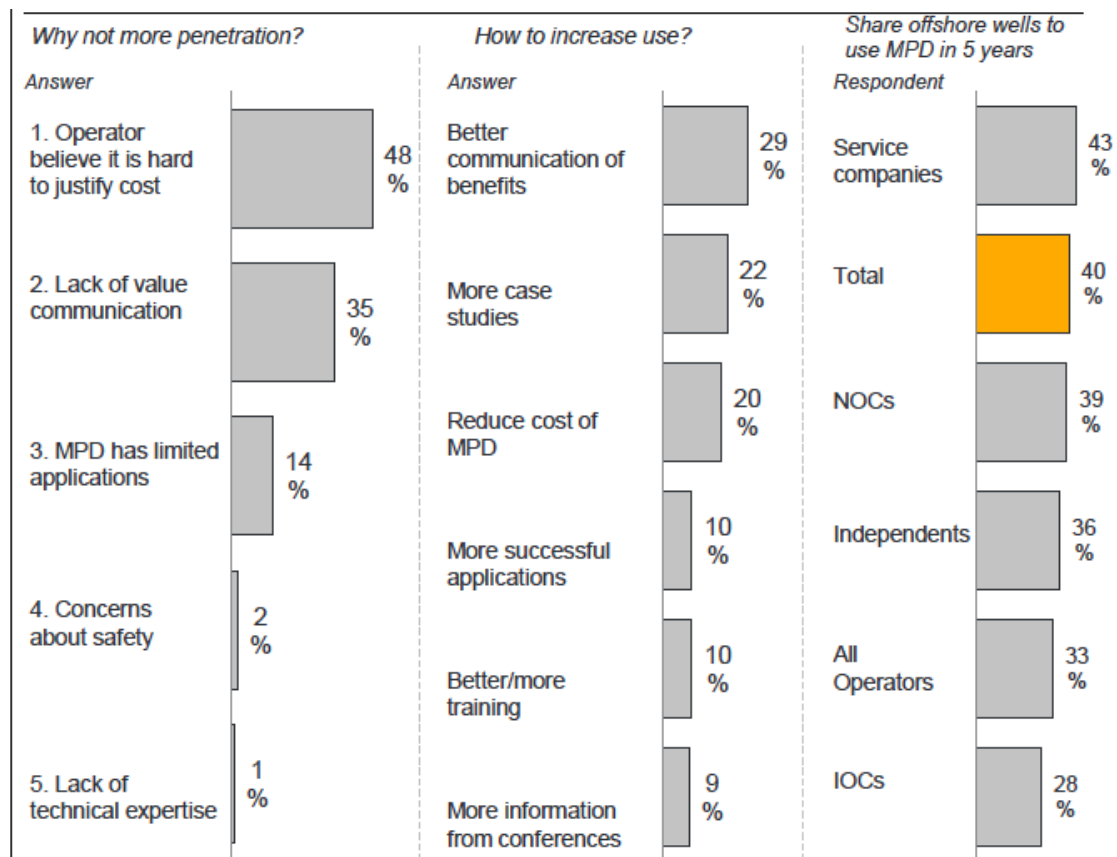 Why not more penetration?
Answer
1. Operator
believe it is hard
to justify cost
48
%
2. Lack of value
communication
35
%
3. MPD has limited
applications
14
%
4. Concerns
about safety
2
%
5. Lack of
technical expertise
1
%
How to increase use?
Answer
Better
communication of
benefits
29
%
More case
studies
22
%
Reduce cost of
MPD
20
%
More successful
applications
10
%
Better/more
training
10
%
More information
from conferences
9
%
Share offshore wells to
use MPD in 5 years
Respondent
Service
companies
43
%
Total
40
%
NOCs
39
%
Independents
36
%
All
Operators
33
%
IOCs
28
%